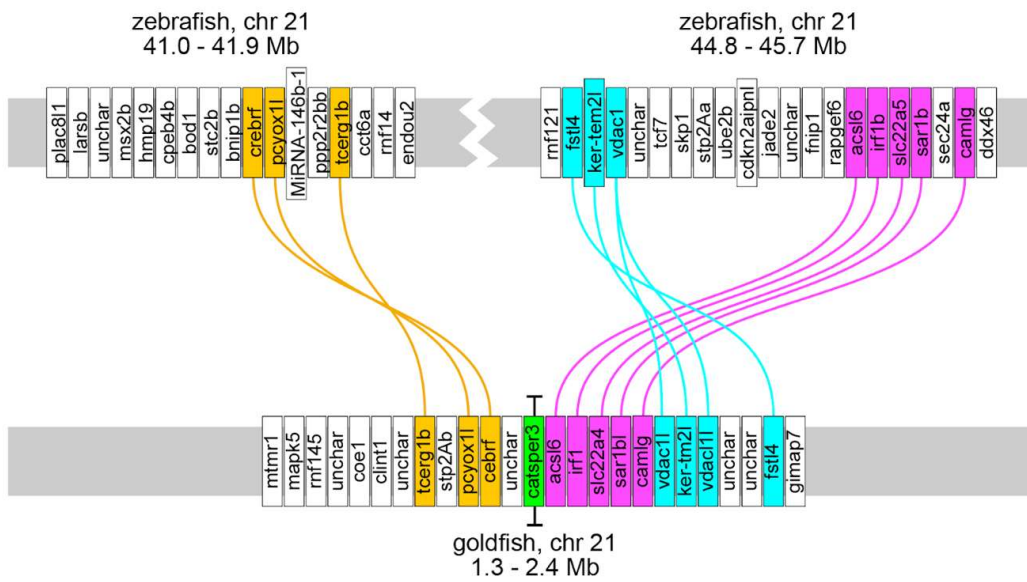 zebrafish, chr 21
41.0 - 41.9 Mb
zebrafish, chr 21
44.8 - 45.7 Mb
plac8l1
larsb
unchar
msx2b
hmp19
cpeb4b
bod1
stc2b
bnip1b
crebrf
pcyox1l
MiRNA-146b-1
ppp2r2bb
tcerg1b
cct6a
rnf14
endou2
rnf121
fstl4
ker-tem2l
vdac1
unchar
tcf7
skp1
stp2Aa
ube2b
cdkn2aipnl
jade2
unchar
fnip1
rapgef6
acsl6
irf1b
slc22a5
sar1b
sec24a
camlg
ddx46
mtmr1
mapk5
rnf145
unchar
coe1
clint1
unchar
tcerg1b
stp2Ab
pcyox1l
cebrf
unchar
catsper3
acsl6
irf1
slc22a4
sar1bl
camlg
vdac1l
ker-tm2l
vdacl1l
unchar
unchar
fstl4
gimap7
goldfish, chr 21
1.3 - 2.4 Mb